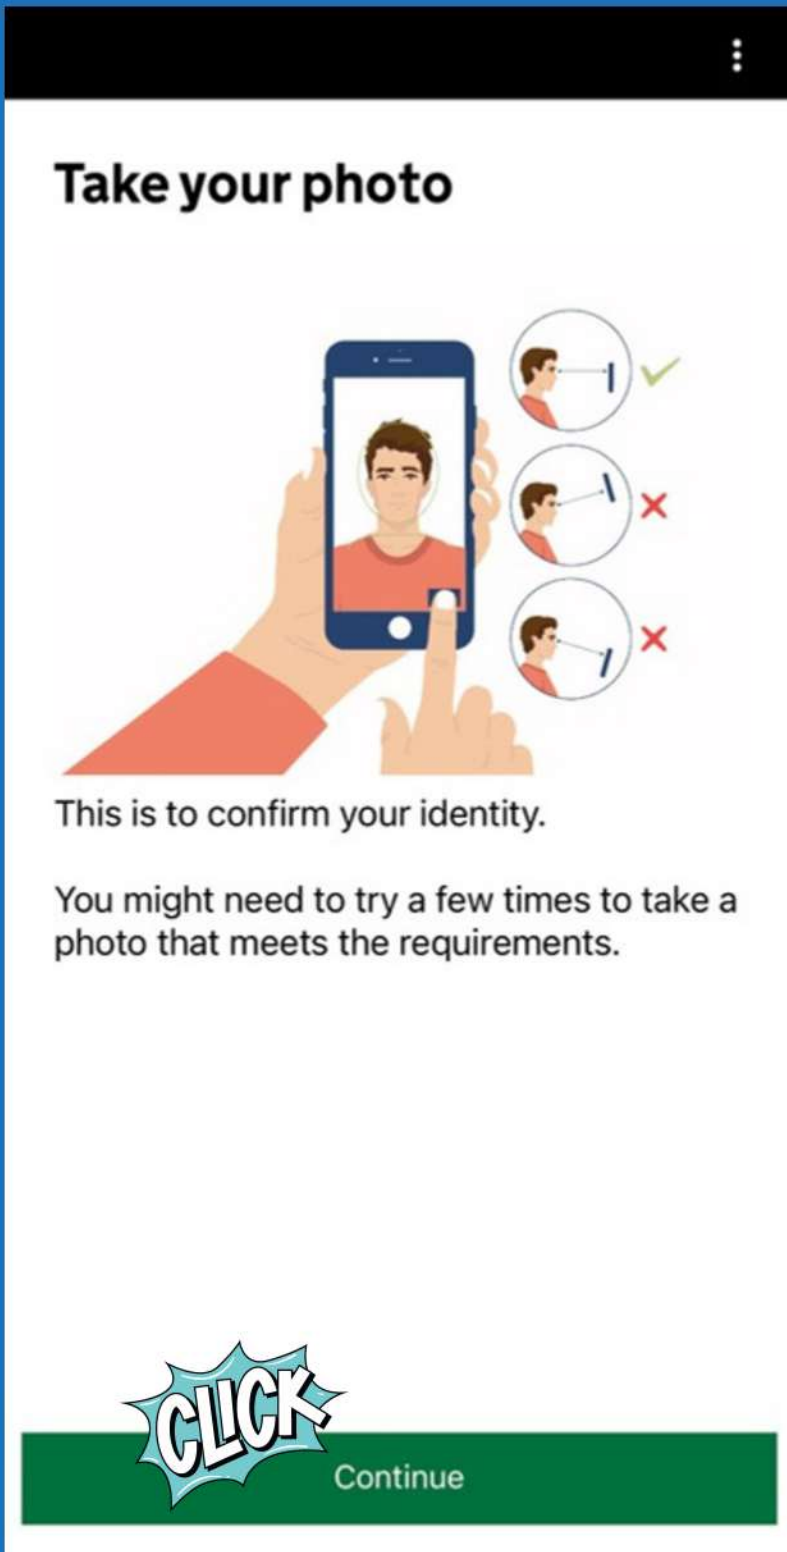 Take your photo
This is to confirm your identity.
You might need to try a few times to take a
photo that meets the requirements.
CLICK
Continue